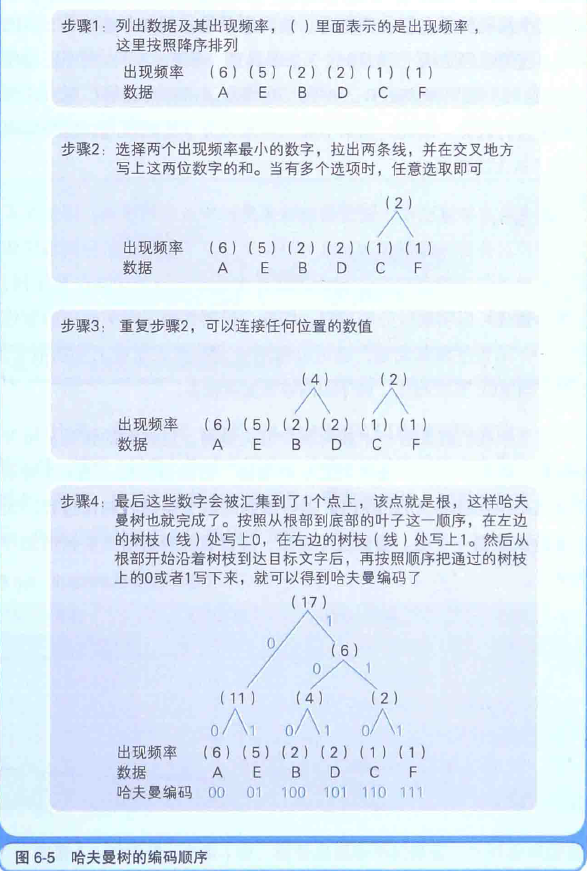 步骤1：列出数据及其出现频率，（ ）里面表示的是出现频率，
这里按照降序排列
出现频率 （6）（5）（2）（2）（1）（1）
数据 A E B D C F
步骤2：选择两个出现频率最小的数字，拉出两条线，并在交叉地方
写上这两位数字的和。当有多个选项时，任意选取即可
（2）
出现频率 （6）（5）（2）（2）（1）（1）
数据 A E B D C F
步骤3：重复步骤2，可以连接任何位置的数值
（4） （2）
出现频率 （6）（5）（2）（2）（1）（1）
数据 A E B D C F
步骤4：最后这些数字会被汇集到了1个点上，该点就是根，这样哈夫
曼树也就完成了。按照从根部到底部的叶子这一顺序，在左边
的树枝（线）处写上0，在右边的树枝（线）处写上1。然后从
根部开始沿着树枝到达目标文字后，再按照顺序把通过的树枝
上的0或者1写下来，就可以得到哈夫曼编码了
（17）
0 1
（6）
0 1
（11） （4） （2）
0 1 0 1 0 1
出现频率 （6）（5）（2）（2）（1）（1）
数据 A E B D C F
哈夫曼编码 00 01 100 101 110 111
图 6-5 哈夫曼树的编码顺序